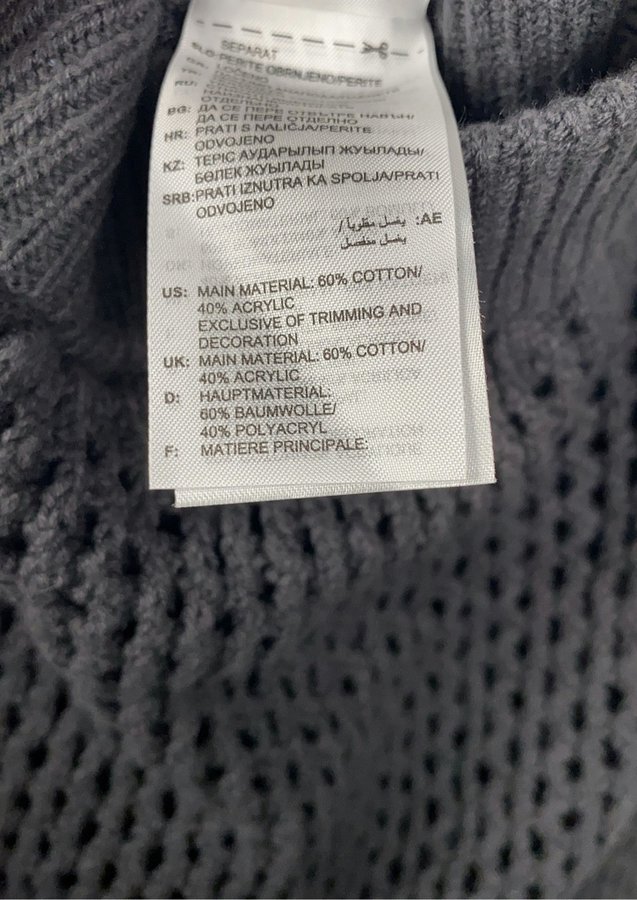 SEPARAT
SLO: PERITE OBRNJENO/PERITE
RU:
BG: ДА СЕ ПЕРЕ ОТВЪТРЕ НАВЪН/
ДА СЕ ПЕРЕ ОТДЕЛНО
HR: PRATI S NALIČJA/PERITE
ODVOJENO
KZ: ТЕРІС АУДАРЫЛЫП ЖУЫЛАДЫ/
БӨЛЕК ЖУЫЛАДЫ
SRB: PRATI IZNUTRA KA SPOLJA/PRATI
ODVOJENO
AE: يغسل مقلوباً /
يغسل منفصل
US: MAIN MATERIAL: 60% COTTON/
40% ACRYLIC
EXCLUSIVE OF TRIMMING AND
DECORATION
UK: MAIN MATERIAL: 60% COTTON/
40% ACRYLIC
D: HAUPTMATERIAL:
60% BAUMWOLLE/
40% POLYACRYL
F: MATIERE PRINCIPALE: